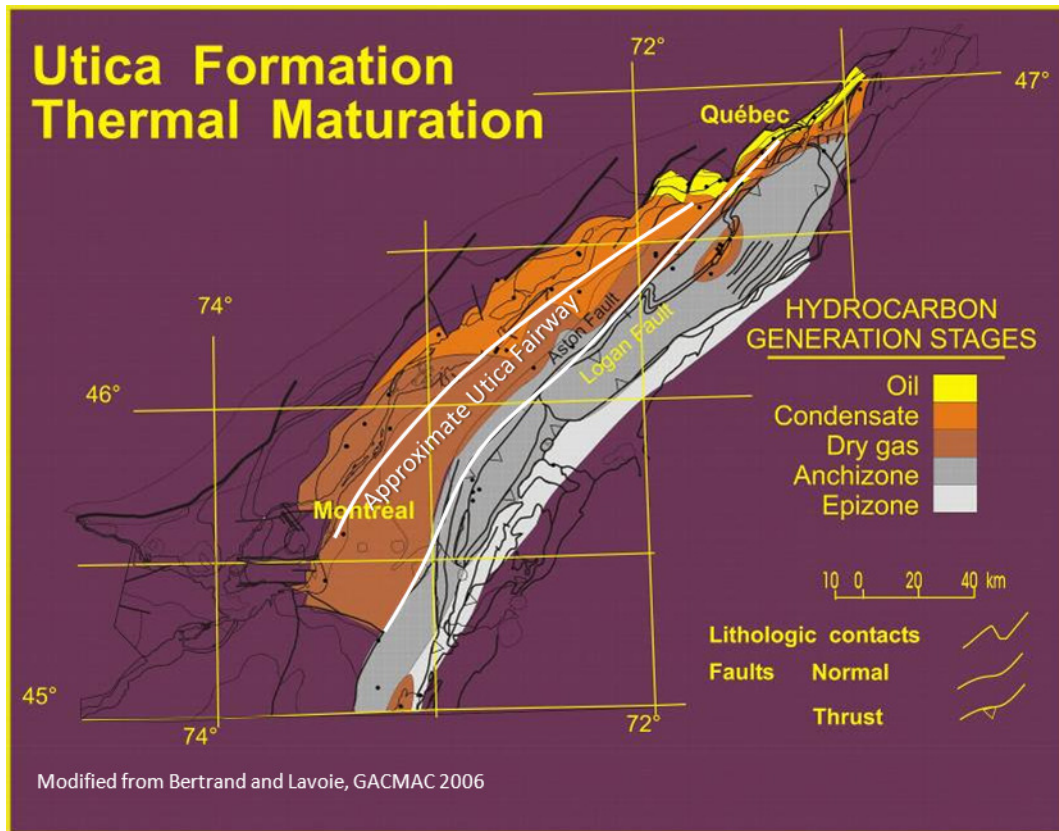 Utica Formation
Thermal Maturation
72°
47°
Québec
74°
46°
Approximate Utica Fairway
Aston Fault
Logan Fault
Montréal
HYDROCARBON
GENERATION STAGES
Oil
Condensate
Dry gas
Anchizone
Epizone
10 0 20 40 km
Lithologic contacts
Faults Normal
Thrust
45°
74°
72°
Modified from Bertrand and Lavoie, GACMAC 2006